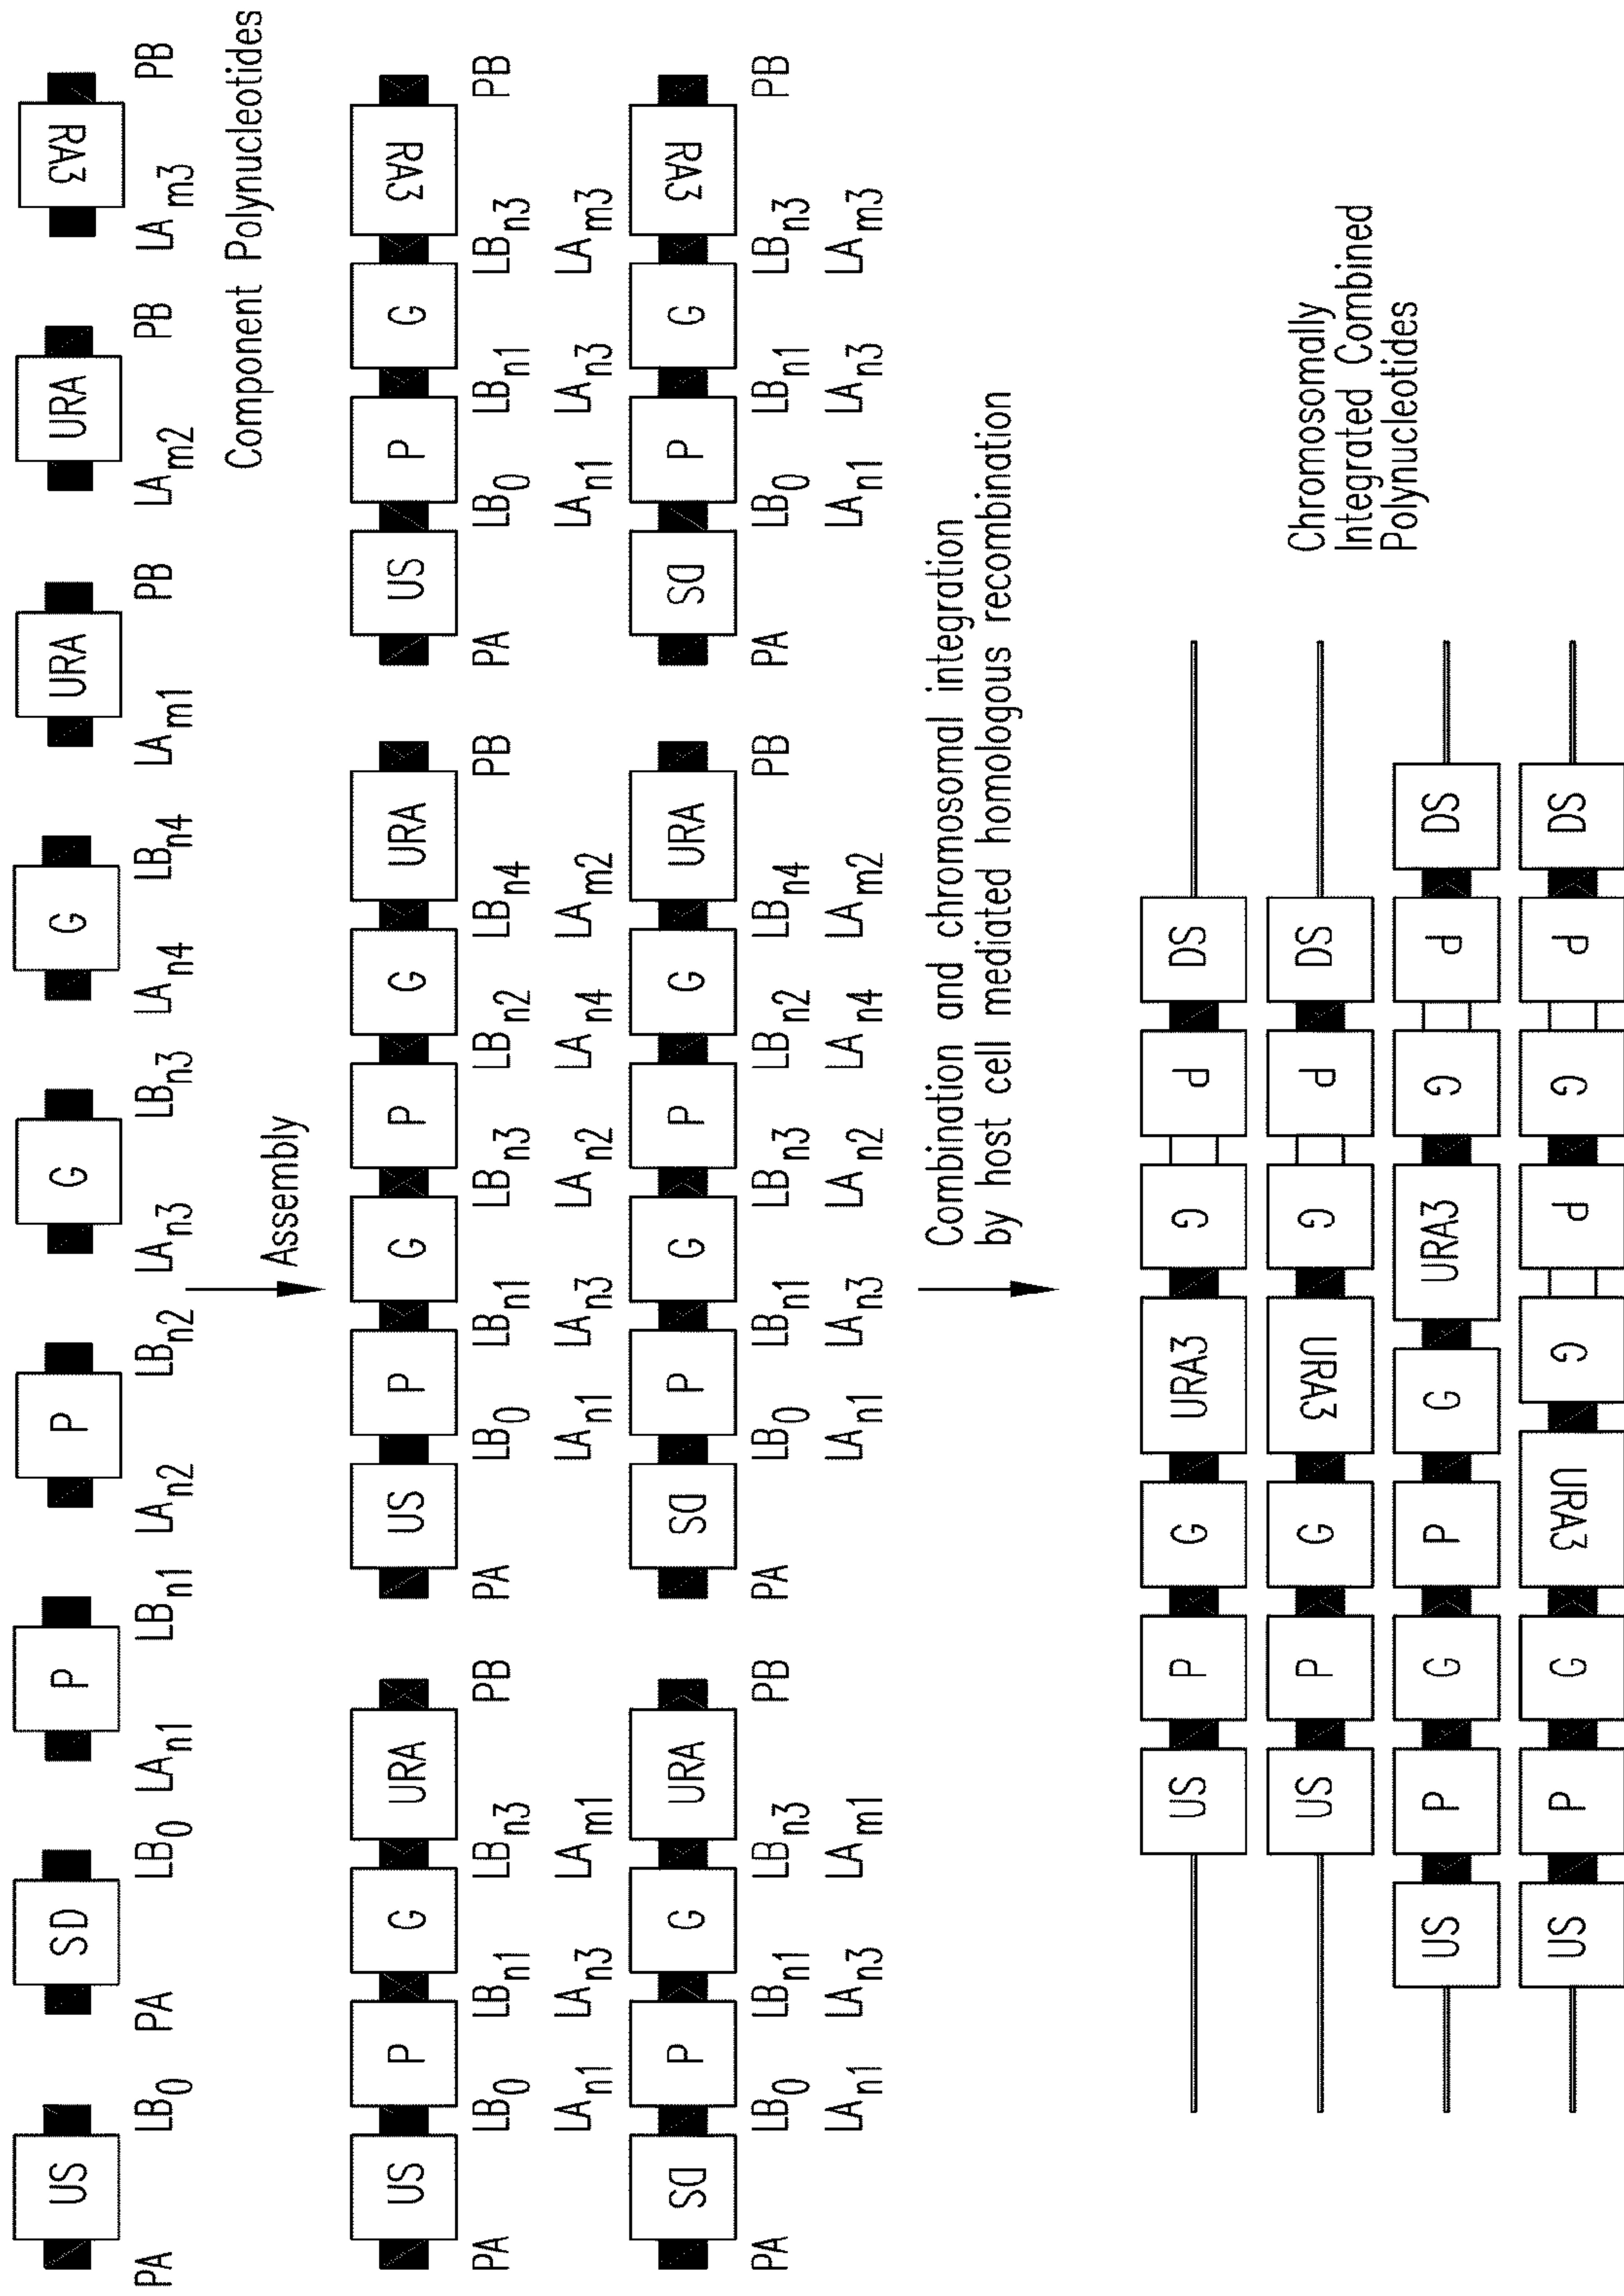 US SD P P G G URA URA RA3
PA LB0 PA LB0 LAn1 LBn1 LAn2 LBn2 LAn3 LBn3 LAn4 LBn4 LAm1 PB LAm2 PB LAm3 PB
Component Polynucleotides
Assembly
US P G URA US P G P G URA US P G RA3
PA LB0 LBn1 LBn3 PB PA LB0 LBn1 LBn3 LBn2 LBn4 PB PA LB0 LBn1 LBn3 PB
LAn1 LAn3 LAm1 LAn1 LAn3 LAn2 LAn4 LAm2 LAn1 LAn3 LAm3
DS P G URA DS P G P G URA DS P G RA3
PA LB0 LBn1 LBn3 PB PA LB0 LBn1 LBn3 LBn2 LBn4 PB PA LB0 LBn1 LBn3 PB
LAn1 LAn3 LAm1 LAn1 LAn3 LAn2 LAn4 LAm2 LAn1 LAn3 LAm3
Combination and chromosomal integration
by host cell mediated homologous recombination
US P G URA3 G P DS
US P G URA3 G P DS
US P G P G URA3 G P DS
US P G URA3 G P G P DS
Chromosomally
Integrated Combined
Polynucleotides